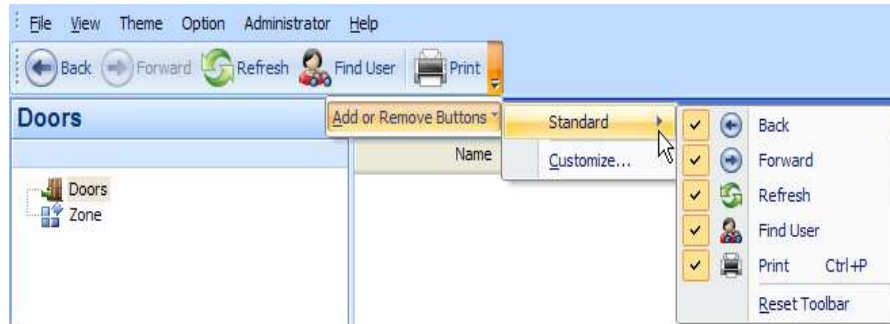 File View Theme Option Administrator Help
Back Forward Refresh Find User Print
Doors
Add or Remove Buttons
Standard
Customize...
Name
Doors
Zone
Back
Forward
Refresh
Find User
Print Ctrl+P
Reset Toolbar